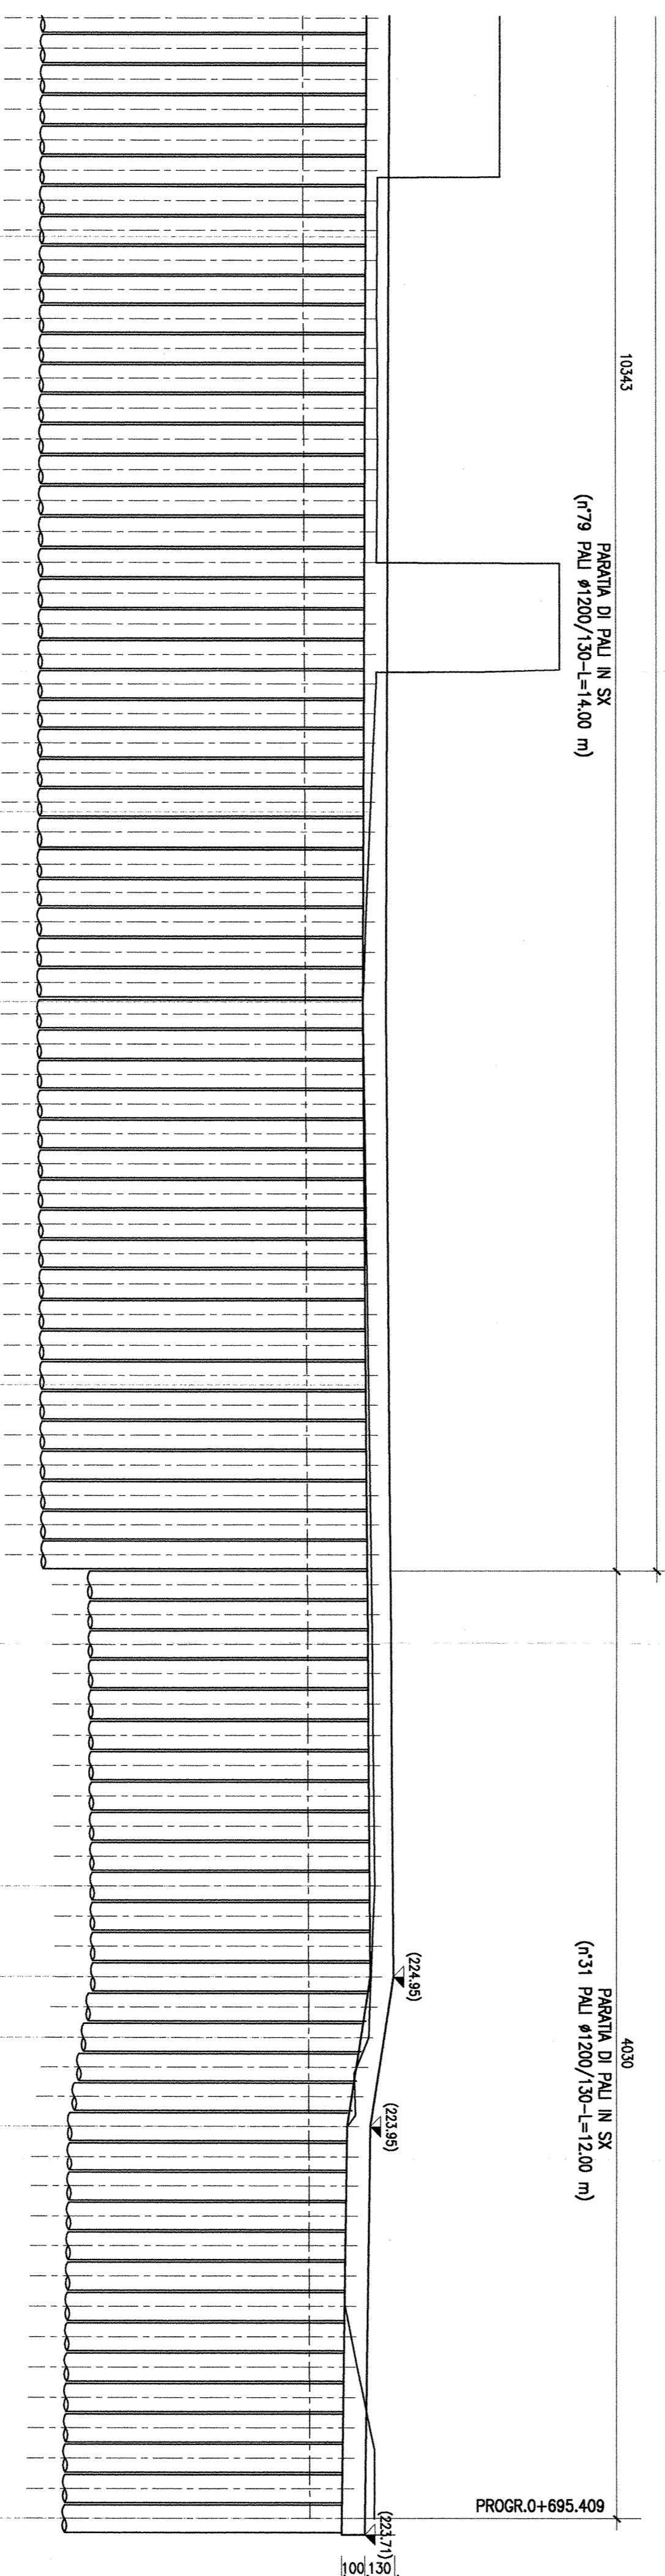 10343
PARATIA DI PALI IN SX
(n°79 PALI ø1200/130-L=14.00 m)
4030
PARATIA DI PALI IN SX
(n°31 PALI ø1200/130-L=12.00 m)
(224.95)
(223.95)
PROGR.0+695.409
(223.71)
100 130